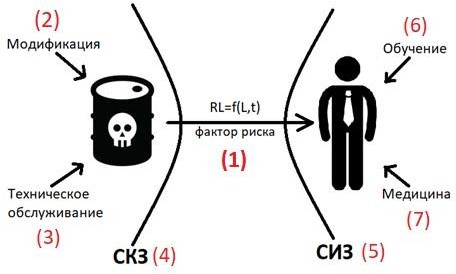 (2)
Модификация
(6)
Обучение
RL=f(L,t)
фактор риска
(1)
Техническое
обслуживание
(3)
Медицина
(7)
СКЗ (4)
СИЗ (5)